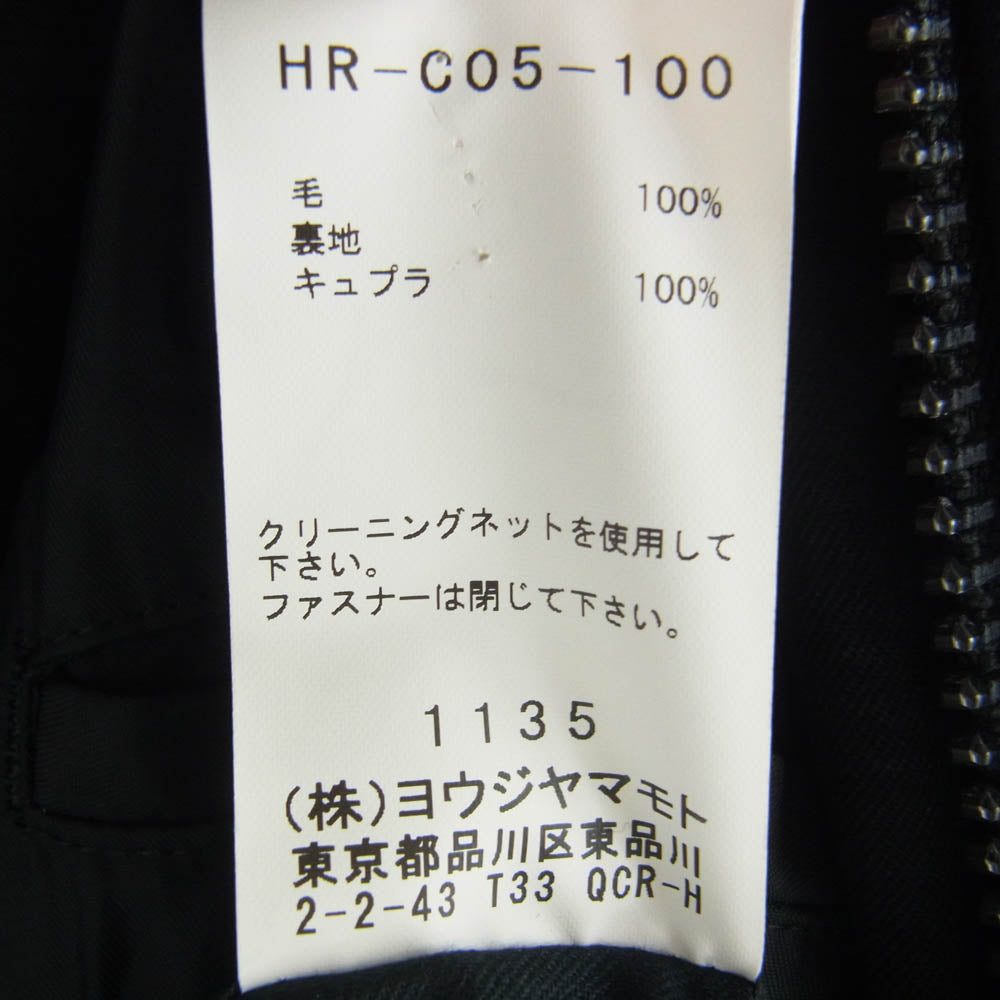 HR-C05-100
毛 100%
裏地
キュプラ 100%
クリーニングネットを使用して
下さい。
ファスナーは閉じて下さい。
1135
(株)ヨウジヤマモト
東京都品川区東品川
2-2-43 T33 QCR-H